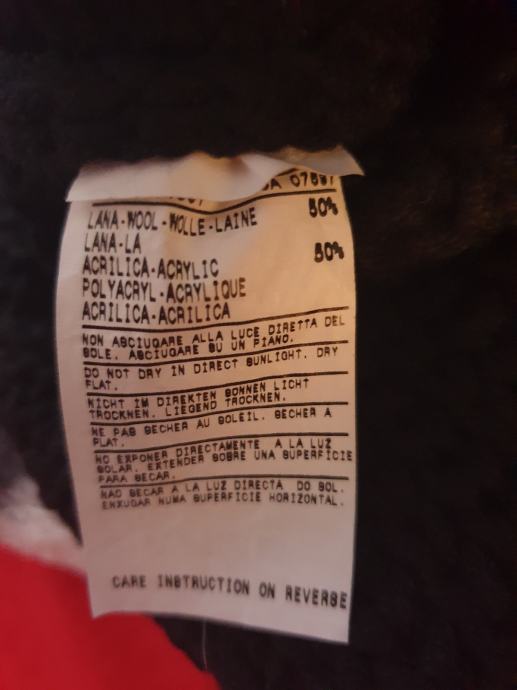 07897
LANA-WOOL-WOLLE-LAINE 50%
LANA-LA
ACRILICA-ACRYLIC 50%
POLYACRYL-ACRYLIQUE
ACRILICA-ACRILICA
NON ASCIUGARE ALLA LUCE DIRETTA DEL
SOLE. ASCIUGARE SU UN PIANO.
DO NOT DRY IN DIRECT SUNLIGHT. DRY
FLAT.
NICHT IM DIREKTEN SONNEN LICHT
TROCKNEN. LIEGEND TROCKNEN.
NE PAS SECHER AU SOLEIL. SECHER A
PLAT.
NO EXPONER DIRECTAMENTE A LA LUZ
SOLAR. EXTENDER SOBRE UNA SUPERFICIE
PARA SECAR.
NAO SECAR A LA LUZ DIRECTA DO SOL.
ENXUGAR NUMA SUPERFICIE HORIZONTAL.
CARE INSTRUCTION ON REVERSE